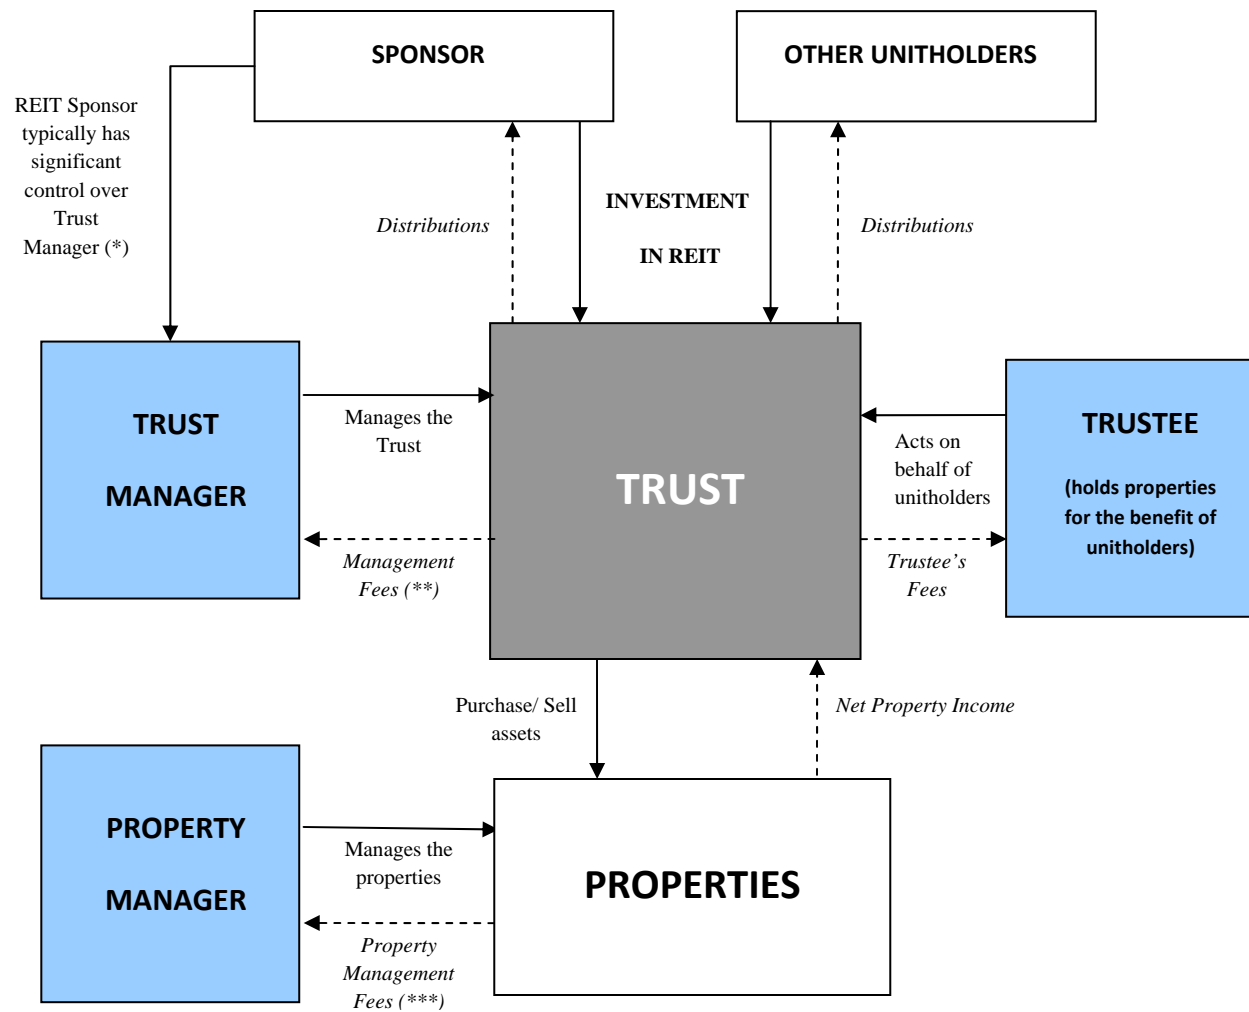 SPONSOR
OTHER UNITHOLDERS
REIT Sponsor
typically has
significant
control over
Trust
Manager (*)
Distributions
INVESTMENT
IN REIT
Distributions
TRUST
MANAGER
Manages the
Trust
Management
Fees (**)
TRUST
Acts on
behalf of
unitholders
Trustee’s
Fees
TRUSTEE
(holds properties
for the benefit of
unitholders)
Purchase/ Sell
assets
Net Property Income
PROPERTY
MANAGER
Manages the
properties
Property
Management
Fees (***)
PROPERTIES